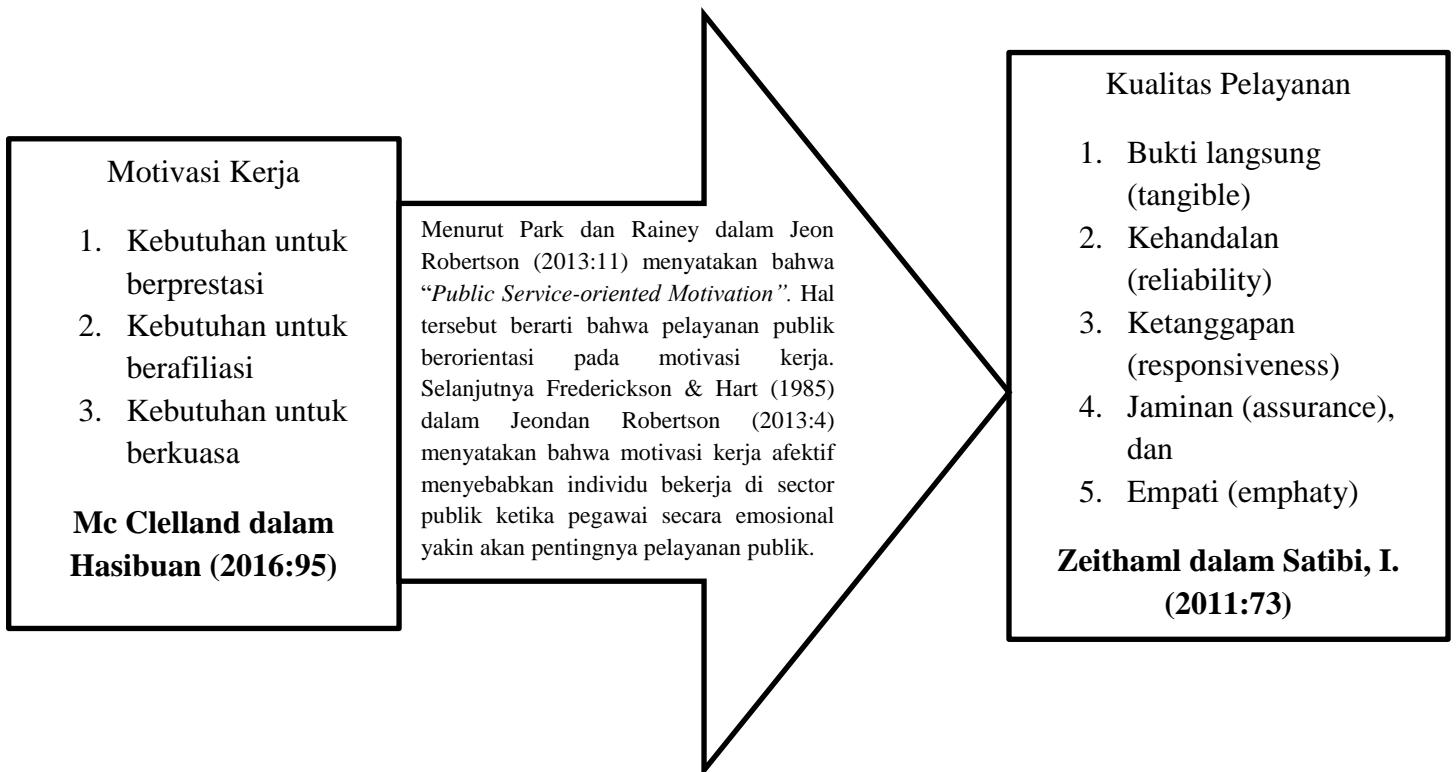 Motivasi Kerja
1. Kebutuhan untuk
berprestasi
2. Kebutuhan untuk
berafiliasi
3. Kebutuhan untuk
berkuasa
Mc Clelland dalam
Hasibuan (2016:95)
Menurut Park dan Rainey dalam Jeon
Robertson (2013:11) menyatakan bahwa
“Public Service-oriented Motivation”. Hal
tersebut berarti bahwa pelayanan publik
berorientasi pada motivasi kerja.
Selanjutnya Frederickson & Hart (1985)
dalam Jeondan Robertson (2013:4)
menyatakan bahwa motivasi kerja afektif
menyebabkan individu bekerja di sector
publik ketika pegawai secara emosional
yakin akan pentingnya pelayanan publik.
Kualitas Pelayanan
1. Bukti langsung
(tangible)
2. Kehandalan
(reliability)
3. Ketanggapan
(responsiveness)
4. Jaminan (assurance),
dan
5. Empati (emphaty)
Zeithaml dalam Satibi, I.
(2011:73)